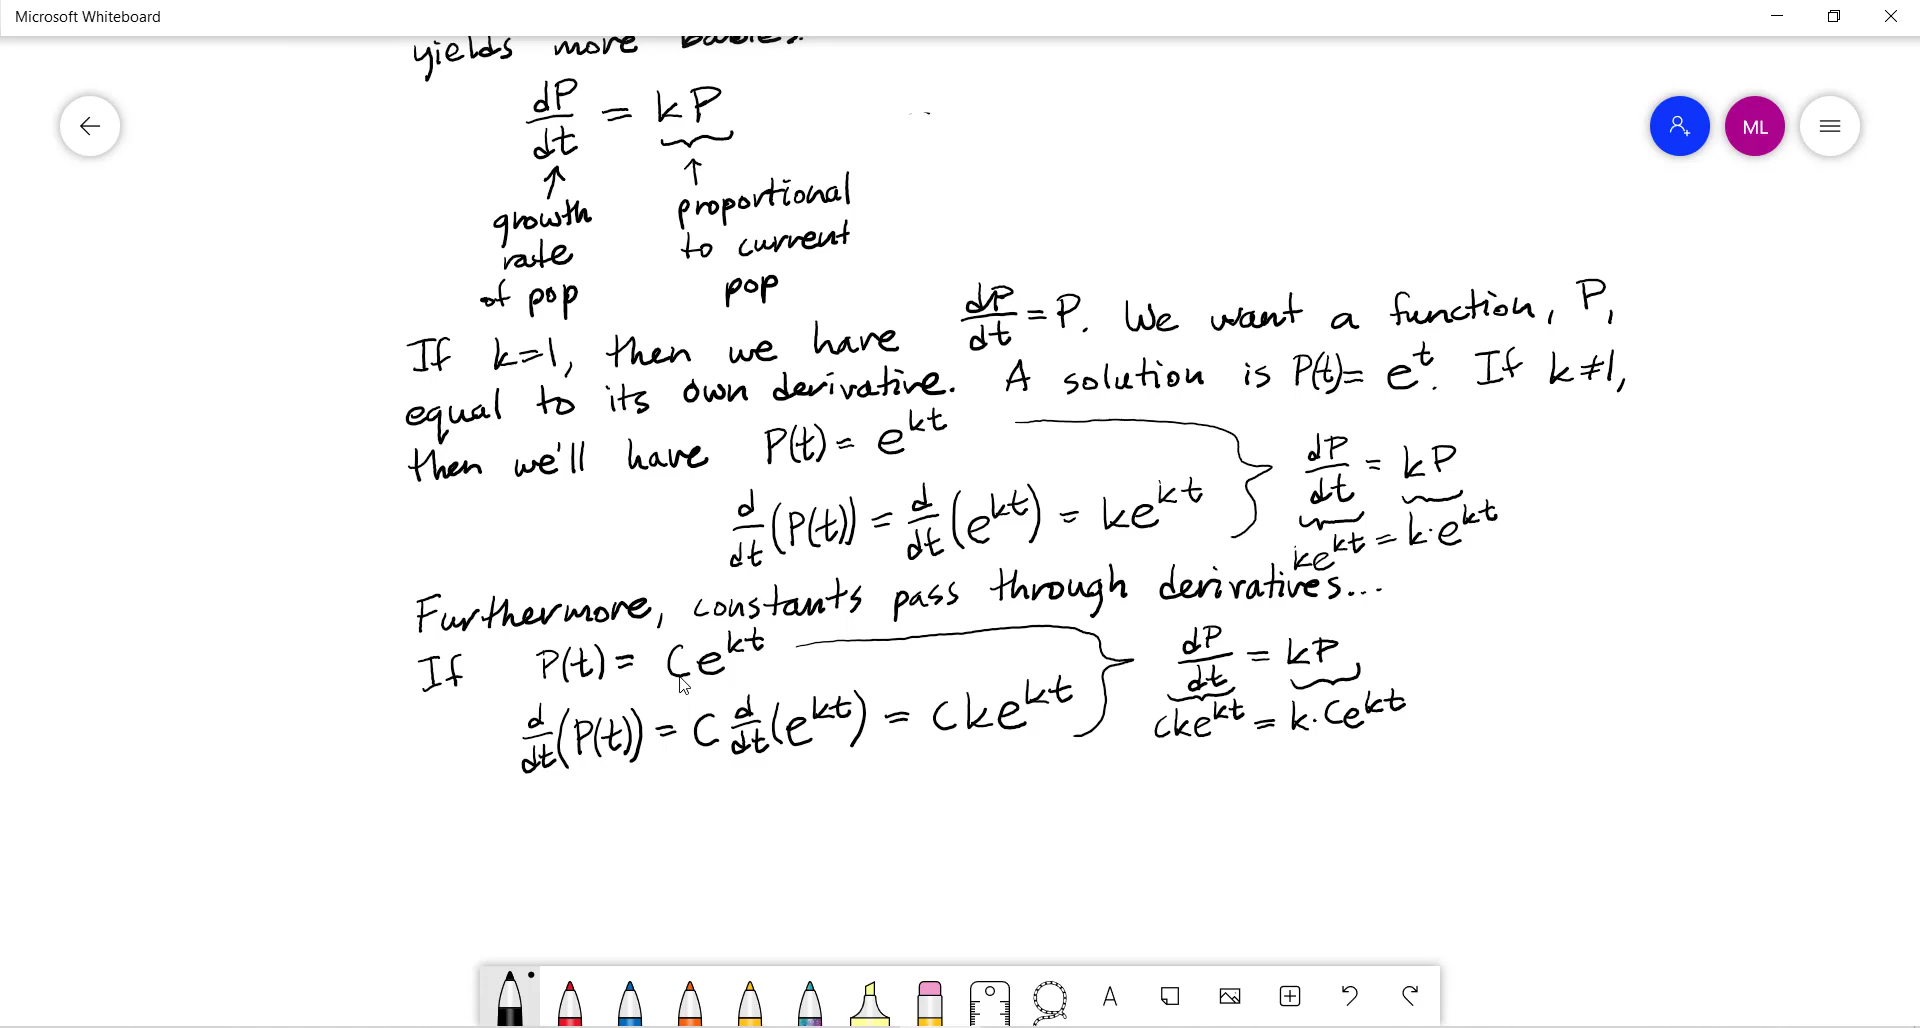 Microsoft Whiteboard
yields more babies.
dP/dt = kP
↑ ↑
growth rate of pop
proportional to current pop
ML
If k=1, then we have dP/dt = P. We want a function, P,
equal to its own derivative. A solution is P(t)= e^t. If k≠1,
then we'll have P(t) = e^kt
d/dt (P(t)) = d/dt (e^kt) = ke^kt
dP/dt = kP
ke^kt = k·e^kt
Furthermore, constants pass through derivatives...
If P(t) = Ce^kt
d/dt (P(t)) = C d/dt (e^kt) = Cke^kt
dP/dt = kP
Cke^kt = k·Ce^kt
A